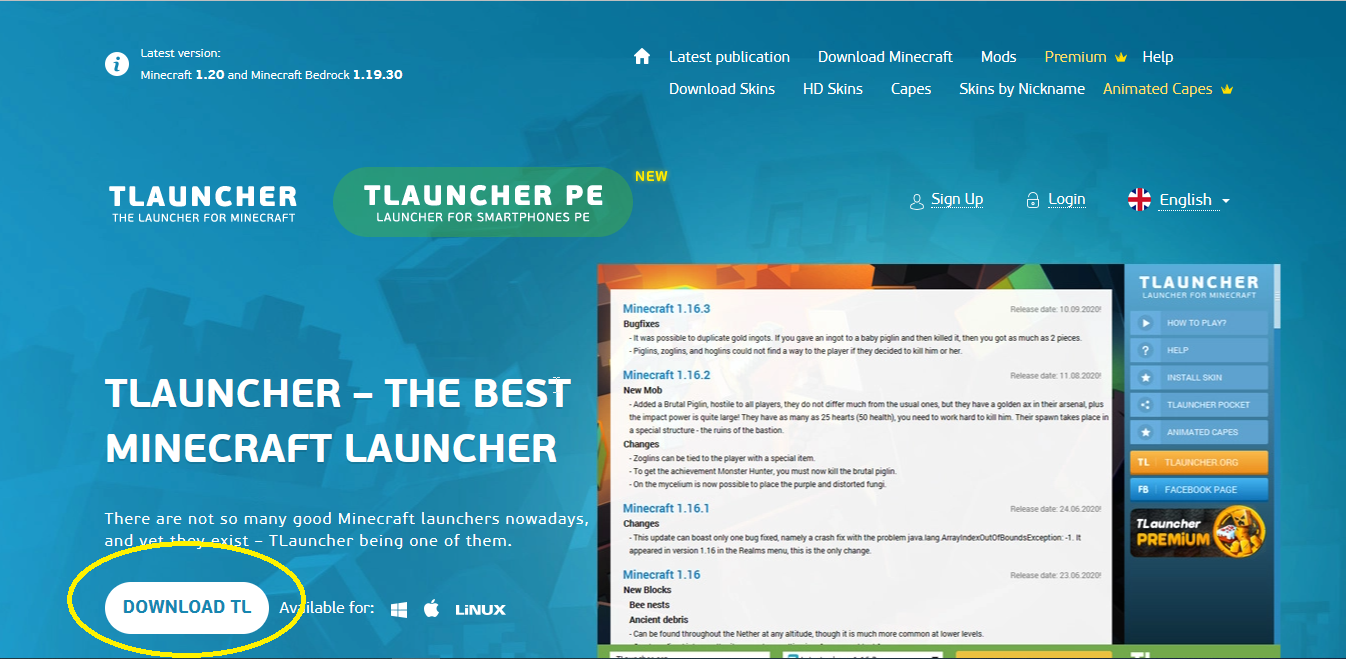 Latest version:
Minecraft 1.20 and Minecraft Bedrock 1.19.30
Latest publication Download Minecraft Mods Premium Help
Download Skins HD Skins Capes Skins by Nickname Animated Capes
TLAUNCHER
THE LAUNCHER FOR MINECRAFT
TLAUNCHER PE
LAUNCHER FOR SMARTPHONES PE
NEW
Sign Up Login English
TLAUNCHER – THE BEST
MINECRAFT LAUNCHER
There are not so many good Minecraft launchers nowadays,
and yet they exist – TLauncher being one of them.
DOWNLOAD TL Available for: LiNUX
Minecraft 1.16.3 Release date: 10.09.2020!
Bugfixes
- It was possible to duplicate gold ingots. If you gave an ingot to a baby piglin and then killed it, then you got as much as 2 pieces.
- Piglins, zoglins, and hoglins could not find a way to the player if they decided to kill him or her.
Minecraft 1.16.2 Release date: 11.08.2020!
New Mob
- Added a Brutal Piglin, hostile to all players, they do not differ much from the usual ones, but they have a golden ax in their arsenal, plus
the impact power is quite large! They have as many as 25 hearts (50 health), you need to work hard to kill him. Their spawn takes place in
a special structure - the ruins of the bastion.
Changes
- Zoglins can be tied to the player with a special item.
- To get the achievement Monster Hunter, you must now kill the brutal piglin.
- On the mycelium is now possible to place the purple and distorted fungi.
Minecraft 1.16.1 Release date: 24.06.2020!
Changes
- This update can boast only one bug fixed, namely a crash fix with the problem java.lang.ArrayIndexOutOfBoundsException: -1. It
appeared in version 1.16 in the Realms menu, this is the only change.
Minecraft 1.16 Release date: 23.06.2020!
New Blocks
Bee nests
Ancient debris
- Can be found throughout the Nether at any altitude, though it is much more common at lower levels.
TLAUNCHER
LAUNCHER FOR MINECRAFT
HOW TO PLAY?
HELP
INSTALL SKIN
TLAUNCHER POCKET
ANIMATED CAPES
TL TLAUNCHER.ORG
FB FACEBOOK PAGE
TLauncher
PREMIUM